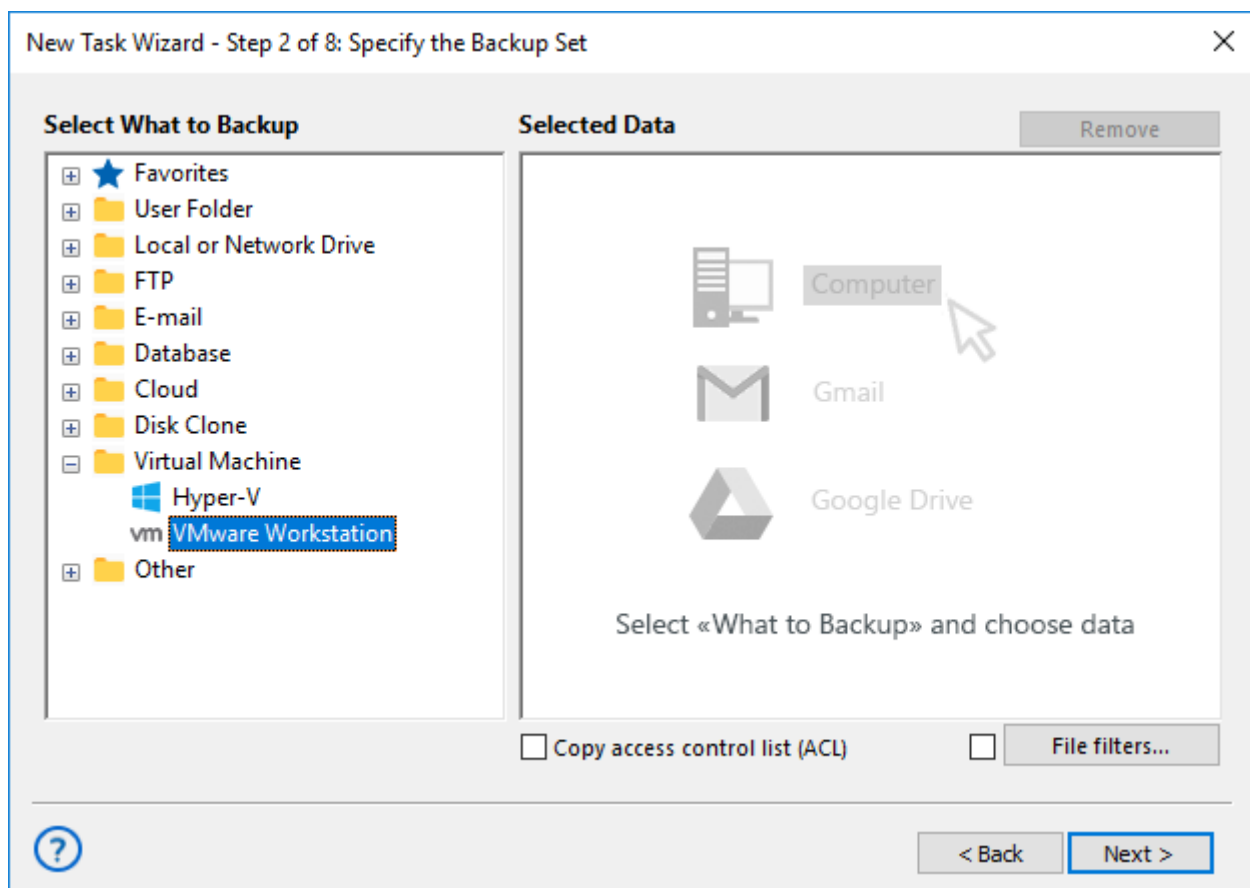 New Task Wizard - Step 2 of 8: Specify the Backup Set
Select What to Backup
Favorites
User Folder
Local or Network Drive
FTP
E-mail
Database
Cloud
Disk Clone
Virtual Machine
Hyper-V
vm VMware Workstation
Other
Selected Data
Remove
Computer
Gmail
Google Drive
Select «What to Backup» and choose data
Copy access control list (ACL)
File filters...
?
< Back
Next >